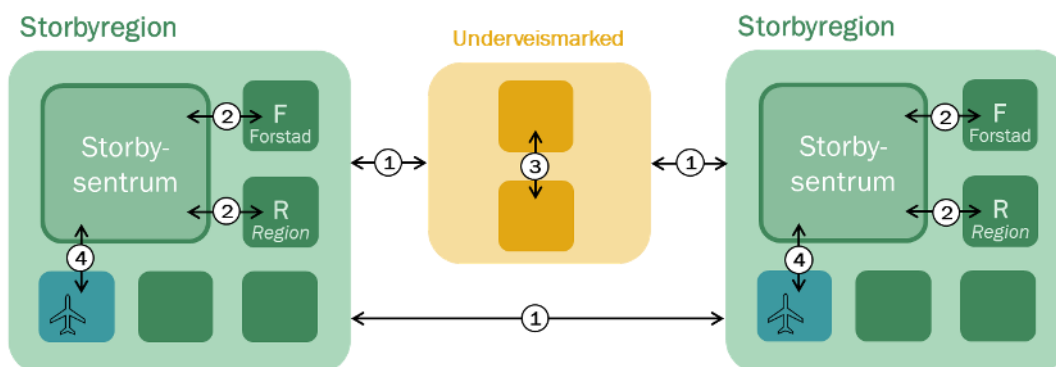 Storbyregion
Storby-
sentrum
2
F
Forstad
2
R
Region
4
1
Underveismarked
3
1
1
Storbyregion
Storby-
sentrum
2
F
Forstad
2
R
Region
4